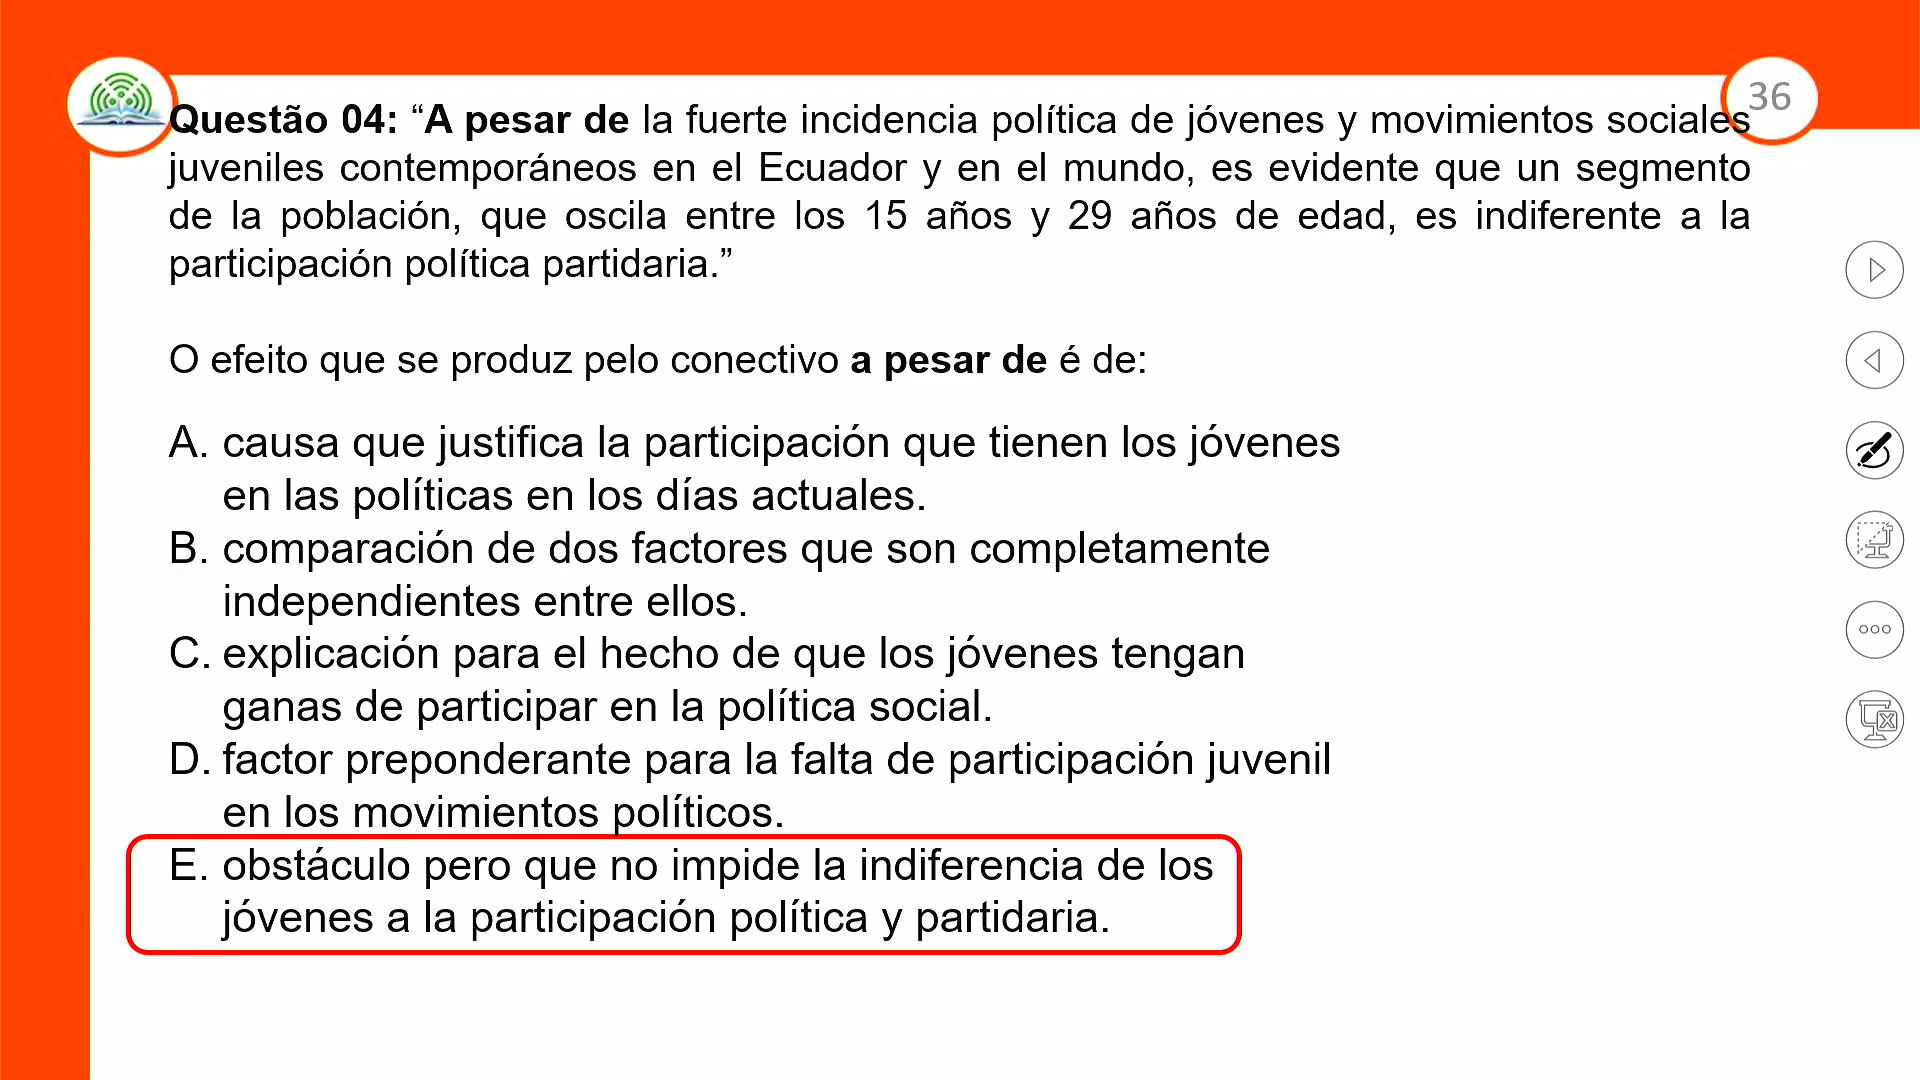 36
Questão 04: “A pesar de la fuerte incidencia política de jóvenes y movimientos sociales
juveniles contemporáneos en el Ecuador y en el mundo, es evidente que un segmento
de la población, que oscila entre los 15 años y 29 años de edad, es indiferente a la
participación política partidaria.”
O efeito que se produz pelo conectivo a pesar de é de:
A. causa que justifica la participación que tienen los jóvenes
en las políticas en los días actuales.
B. comparación de dos factores que son completamente
independientes entre ellos.
C. explicación para el hecho de que los jóvenes tengan
ganas de participar en la política social.
D. factor preponderante para la falta de participación juvenil
en los movimientos políticos.
E. obstáculo pero que no impide la indiferencia de los
jóvenes a la participación política y partidaria.